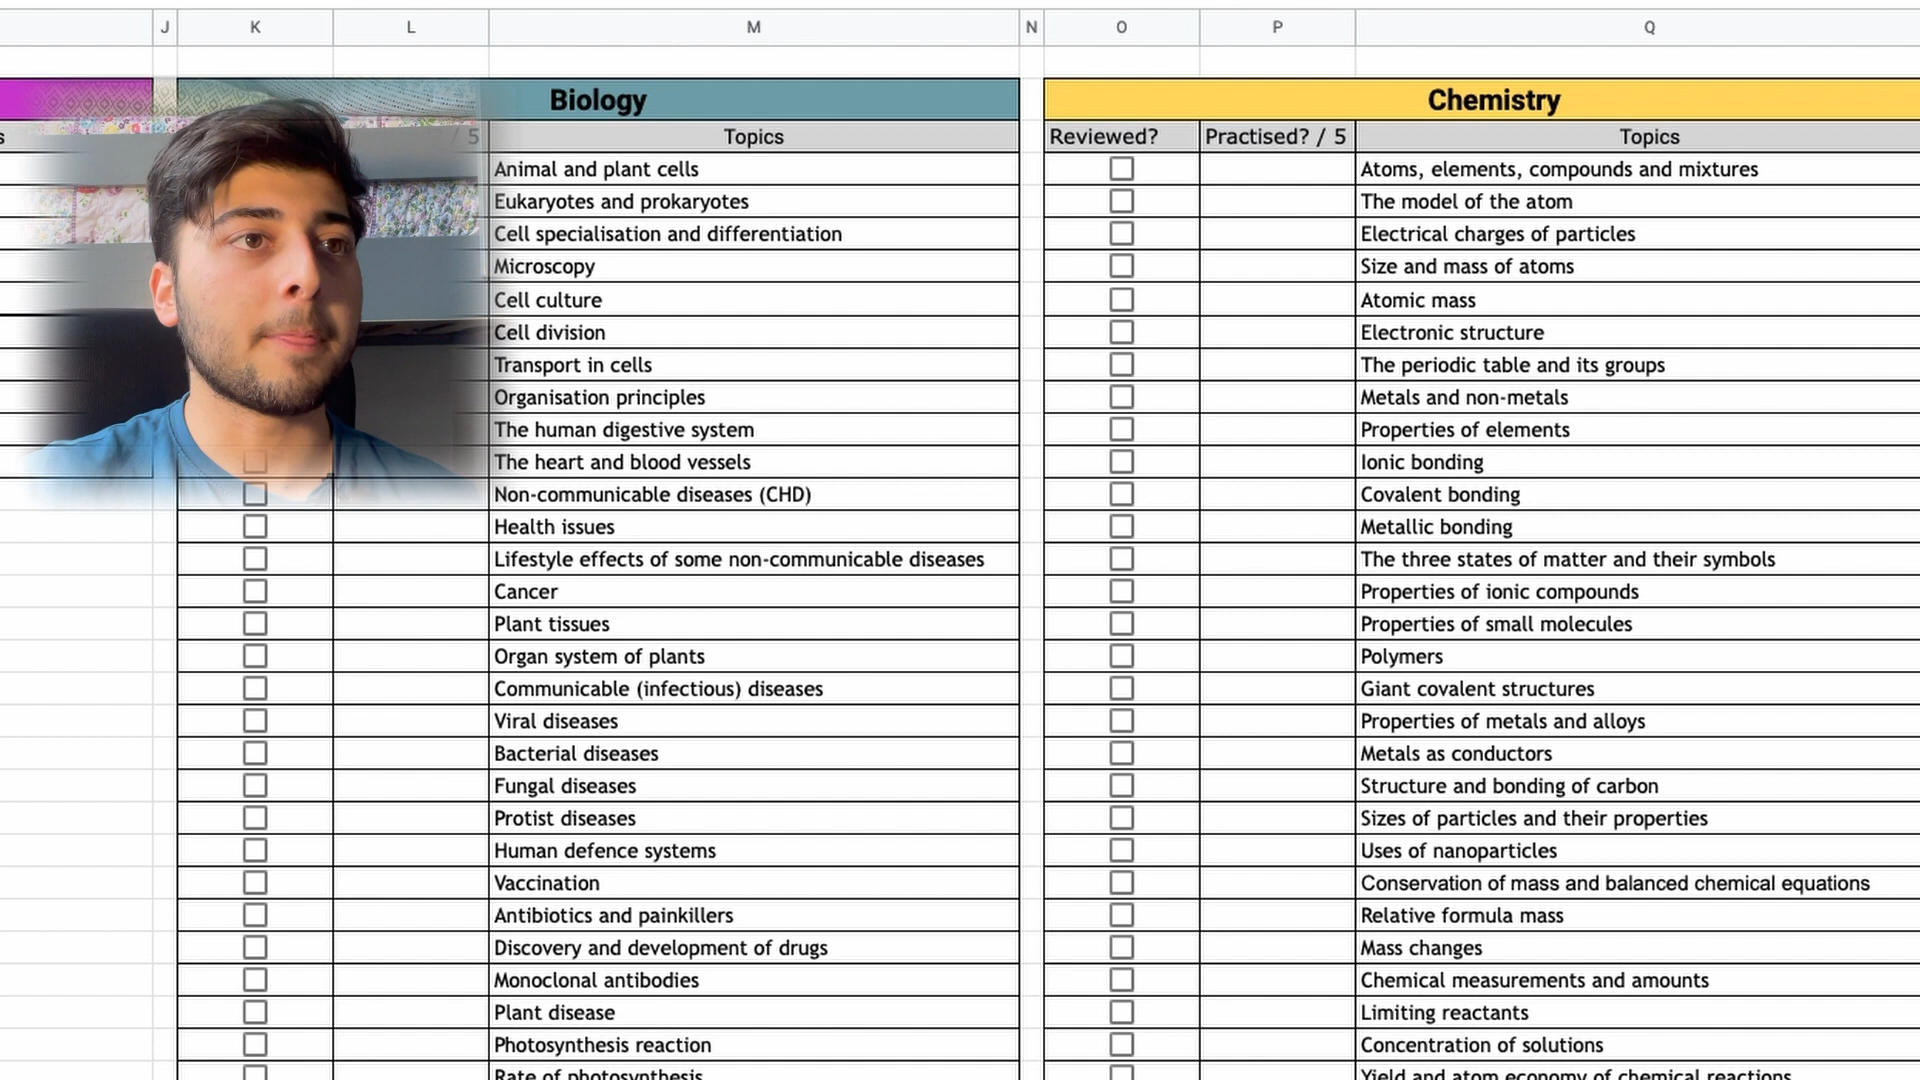 J K L M N O P Q
Biology Chemistry
s / 5 Topics Reviewed? Practised? / 5 Topics
Animal and plant cells Atoms, elements, compounds and mixtures
Eukaryotes and prokaryotes The model of the atom
Cell specialisation and differentiation Electrical charges of particles
Microscopy Size and mass of atoms
Cell culture Atomic mass
Cell division Electronic structure
Transport in cells The periodic table and its groups
Organisation principles Metals and non-metals
The human digestive system Properties of elements
The heart and blood vessels Ionic bonding
Non-communicable diseases (CHD) Covalent bonding
Health issues Metallic bonding
Lifestyle effects of some non-communicable diseases The three states of matter and their symbols
Cancer Properties of ionic compounds
Plant tissues Properties of small molecules
Organ system of plants Polymers
Communicable (infectious) diseases Giant covalent structures
Viral diseases Properties of metals and alloys
Bacterial diseases Metals as conductors
Fungal diseases Structure and bonding of carbon
Protist diseases Sizes of particles and their properties
Human defence systems Uses of nanoparticles
Vaccination Conservation of mass and balanced chemical equations
Antibiotics and painkillers Relative formula mass
Discovery and development of drugs Mass changes
Monoclonal antibodies Chemical measurements and amounts
Plant disease Limiting reactants
Photosynthesis reaction Concentration of solutions
Rate of photosynthesis Yield and atom economy of chemical reactions